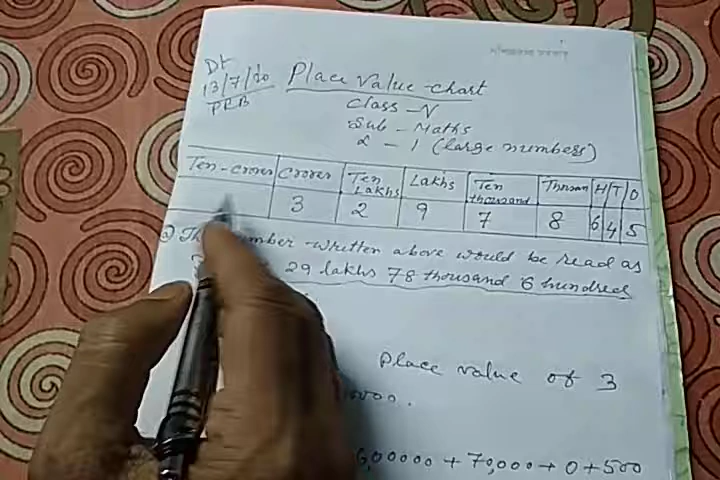 Dt
13/7/20
PRB
Place Value chart
Class - V
Sub - Maths
L - 1 (large numbers)
Ten-crores Crores Ten Lakhs Lakhs Ten thousand Thousan H T O
3 2 9 7 8 6 4 5
number written above would be read as
29 lakhs 78 thousand 6 hundred
Place value of 3
6,00000 + 70,000 + 0 + 500